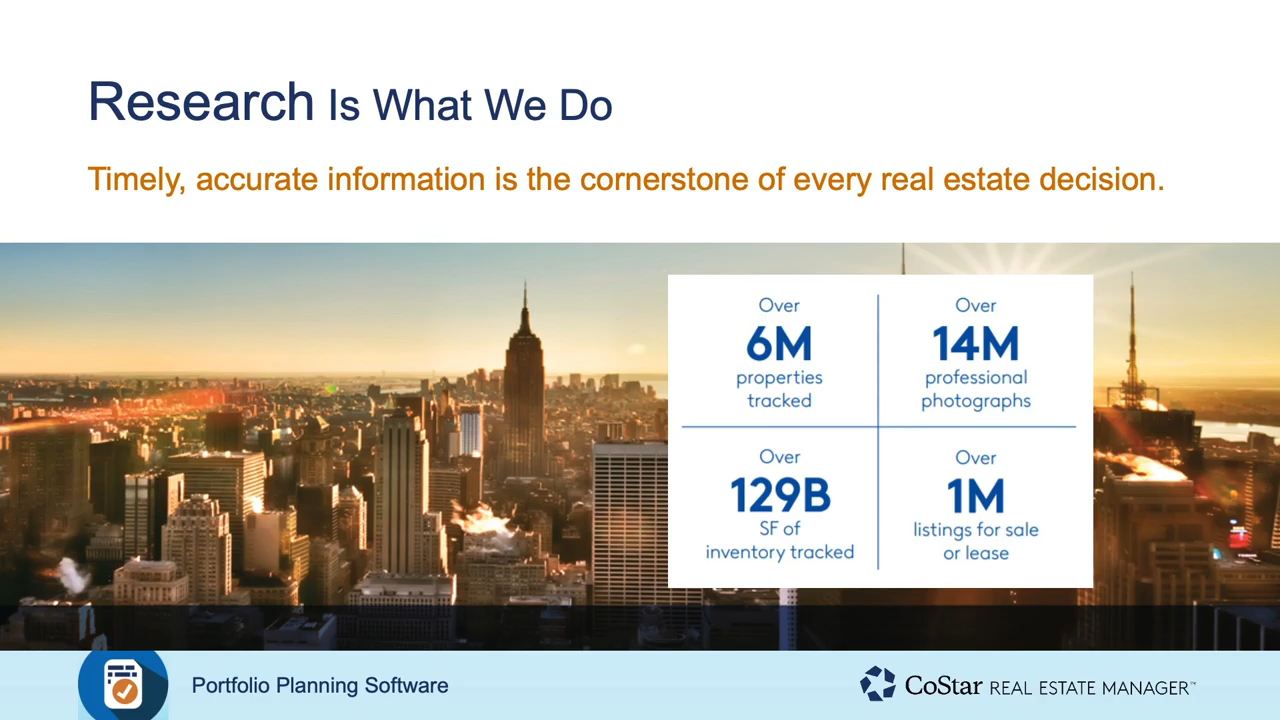 Research Is What We Do
Timely, accurate information is the cornerstone of every real estate decision.
Over
6M
properties
tracked
Over
14M
professional
photographs
Over
129B
SF of
inventory tracked
Over
1M
listings for sale
or lease
Portfolio Planning Software
CoStar REAL ESTATE MANAGER™